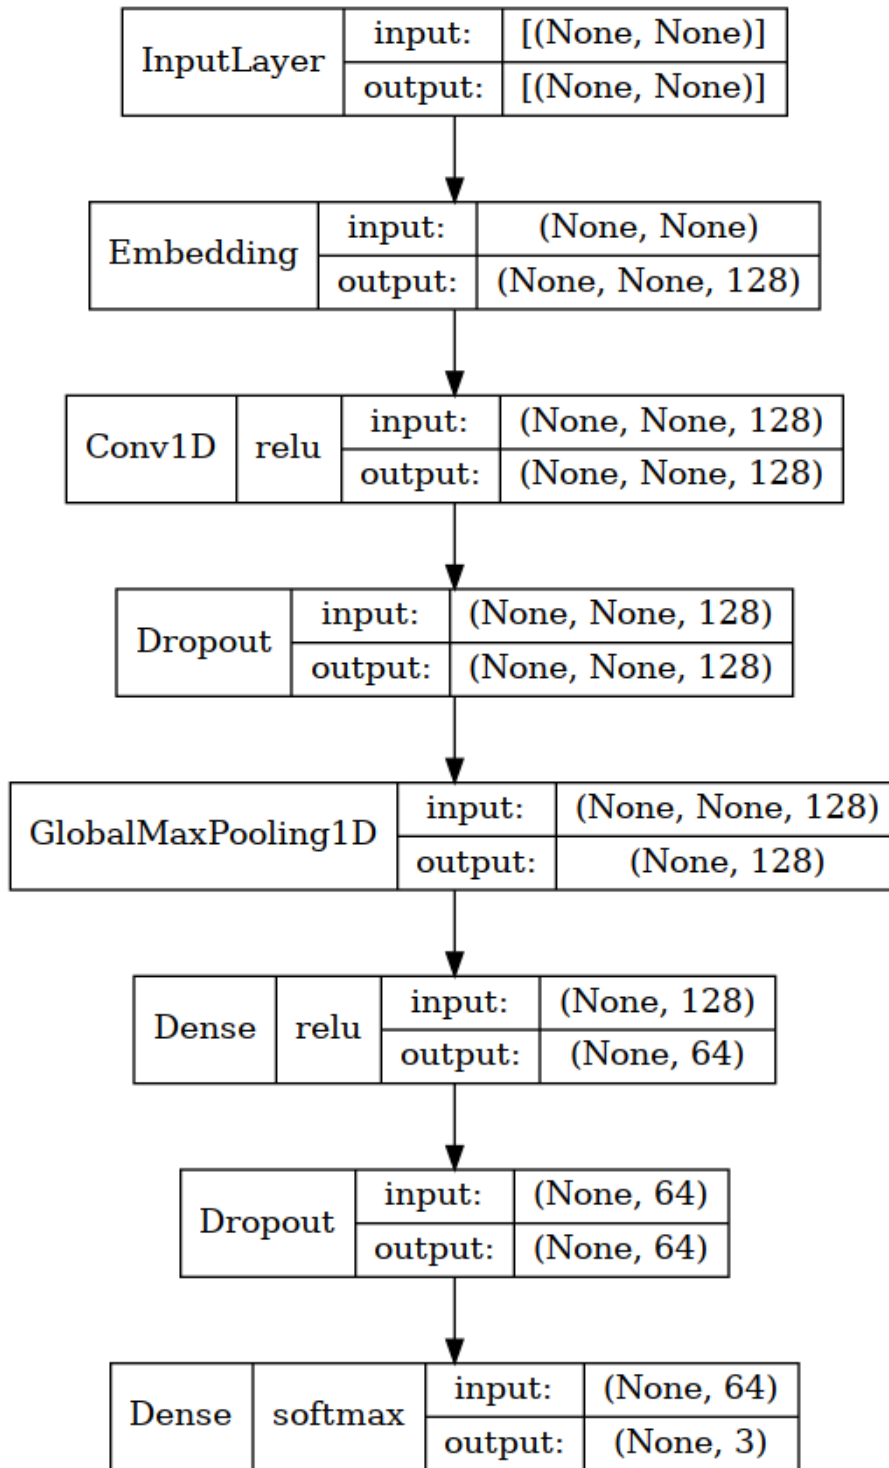 InputLayer input: [(None, None)]
output: [(None, None)]
Embedding input: (None, None)
output: (None, None, 128)
Conv1D relu input: (None, None, 128)
output: (None, None, 128)
Dropout input: (None, None, 128)
output: (None, None, 128)
GlobalMaxPooling1D input: (None, None, 128)
output: (None, 128)
Dense relu input: (None, 128)
output: (None, 64)
Dropout input: (None, 64)
output: (None, 64)
Dense softmax input: (None, 64)
output: (None, 3)